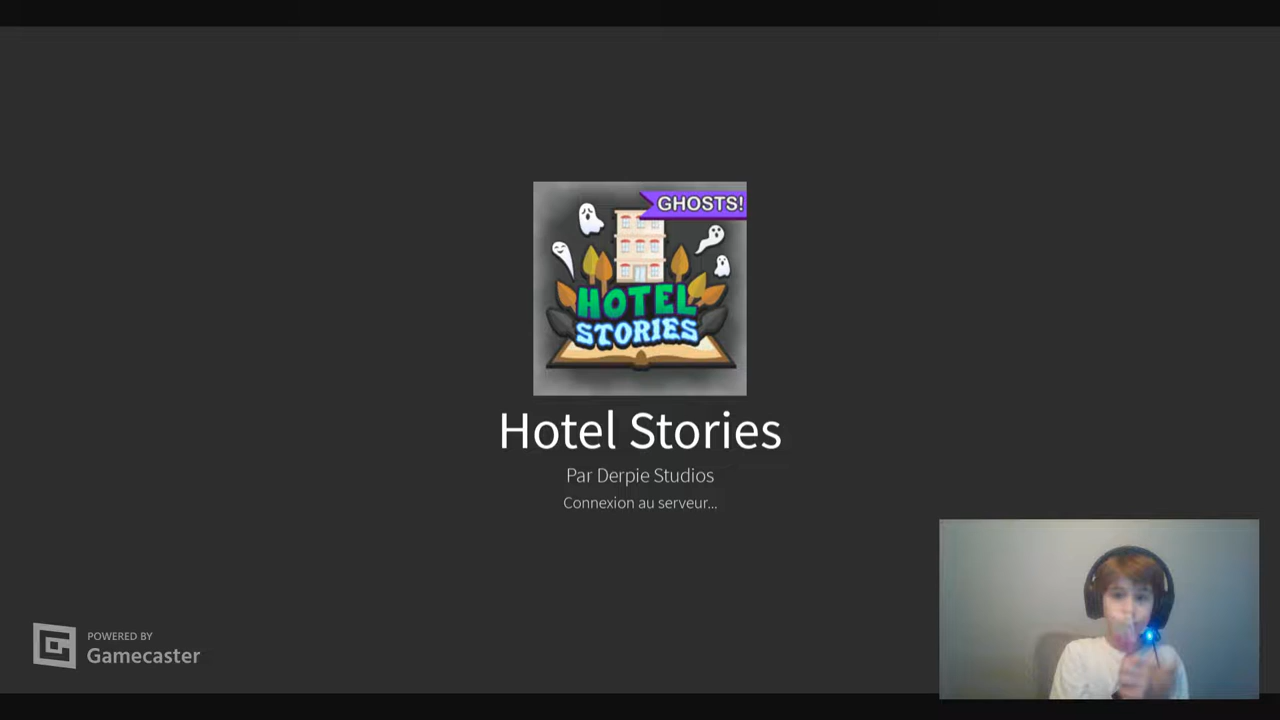 GHOSTS!
HOTEL
STORIES
Hotel Stories
Par Derpie Studios
Connexion au serveur...
POWERED BY
Gamecaster